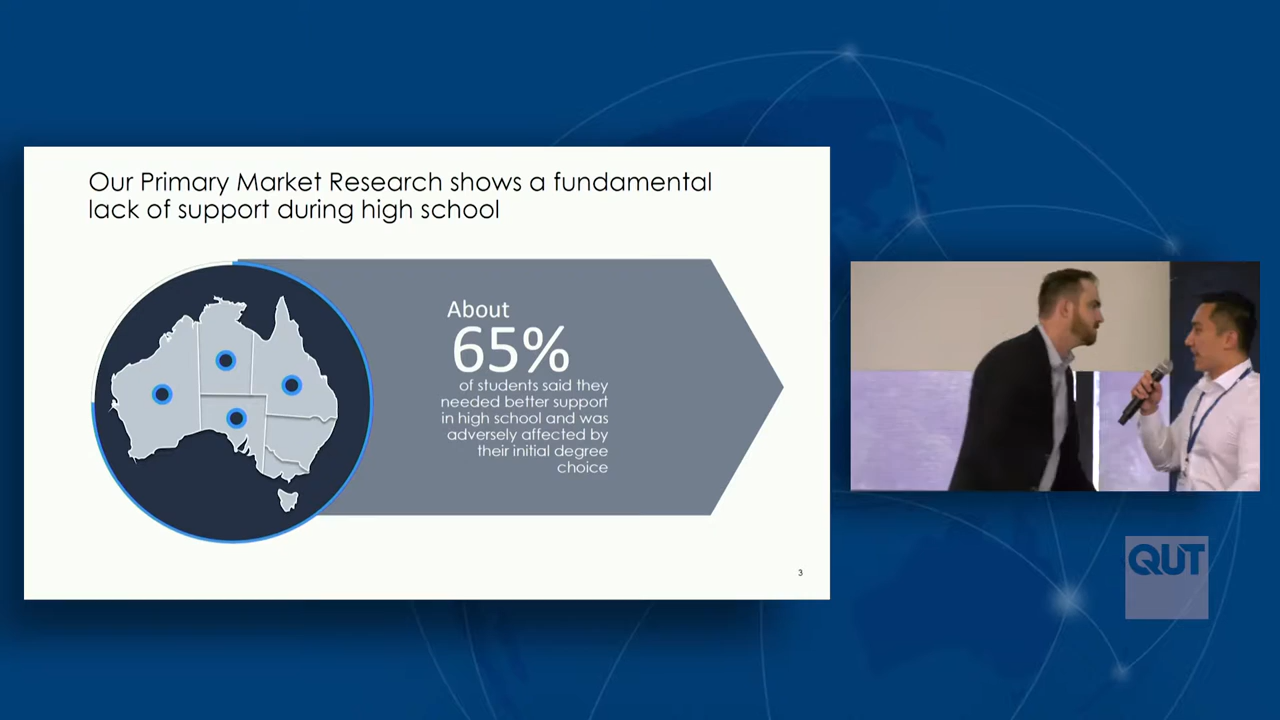 Our Primary Market Research shows a fundamental
lack of support during high school
About
65%
of students said they
needed better support
in high school and was
adversely affected by
their initial degree
choice
3
QUT